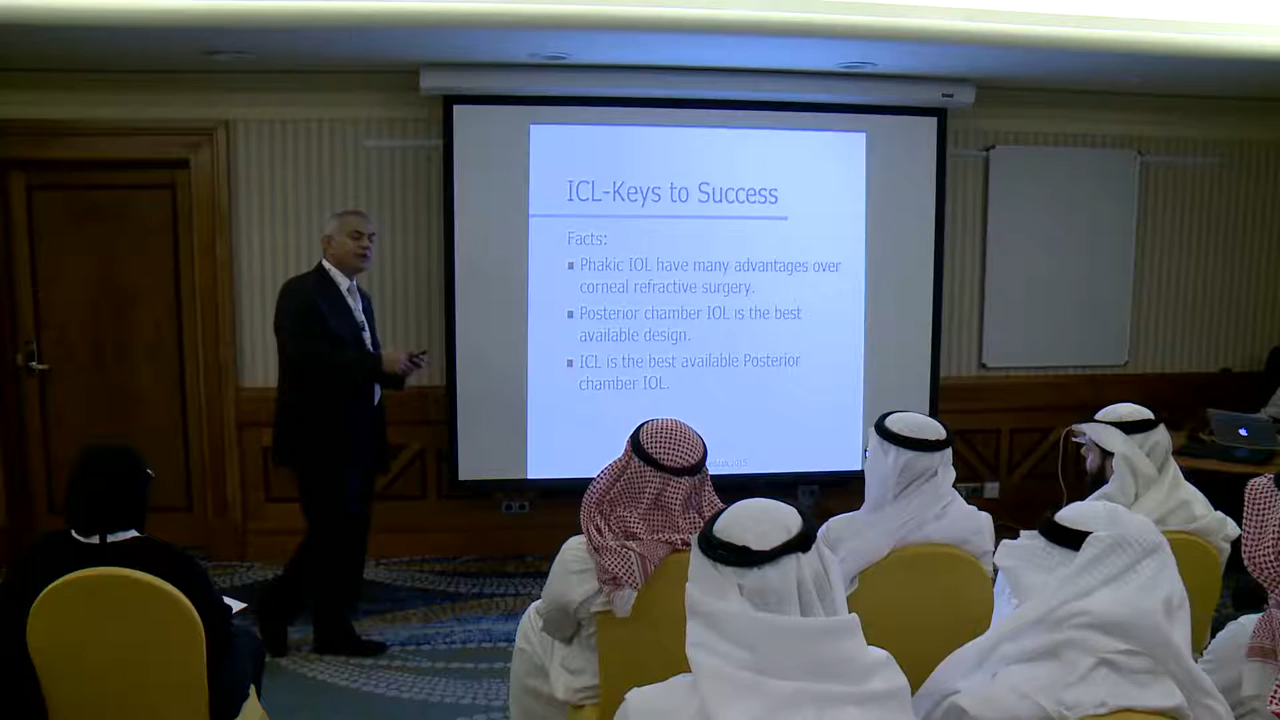 ICL-Keys to Success
Facts:
Phakic IOL have many advantages over
corneal refractive surgery.
Posterior chamber IOL is the best
available design.
ICL is the best available Posterior
chamber IOL.